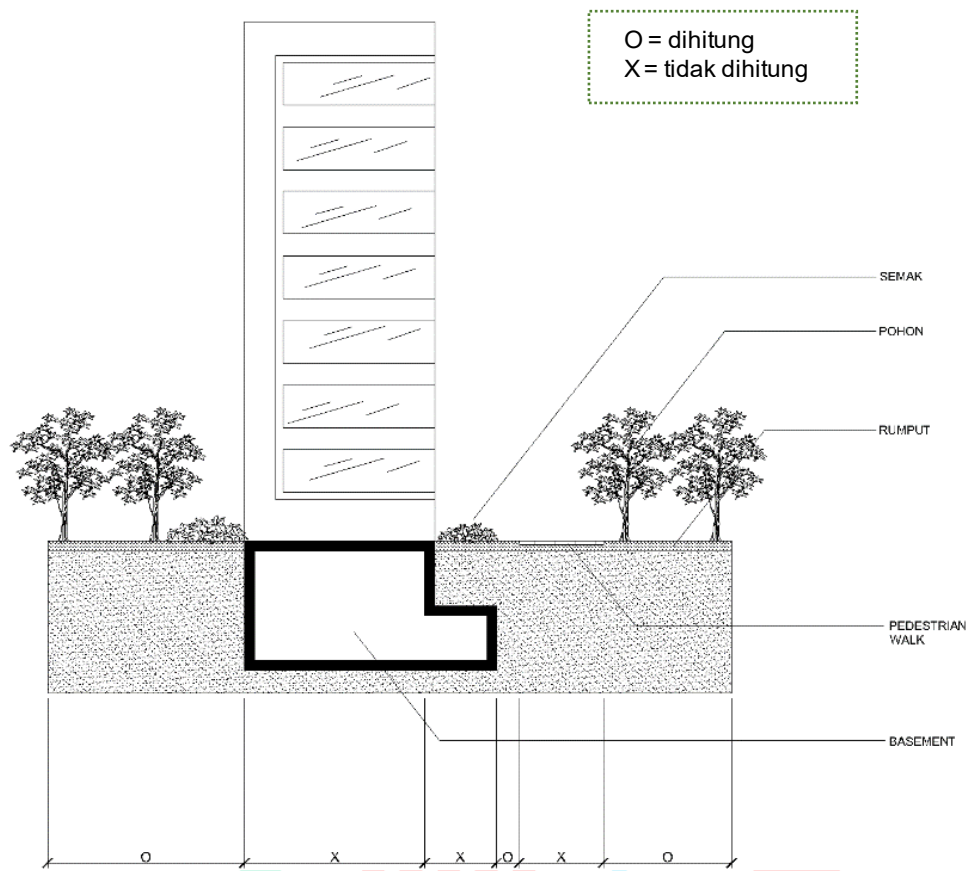 O = dihitung
X = tidak dihitung
SEMAK
POHON
RUMPUT
PEDESTRIAN
WALK
BASEMENT
O X X O X O